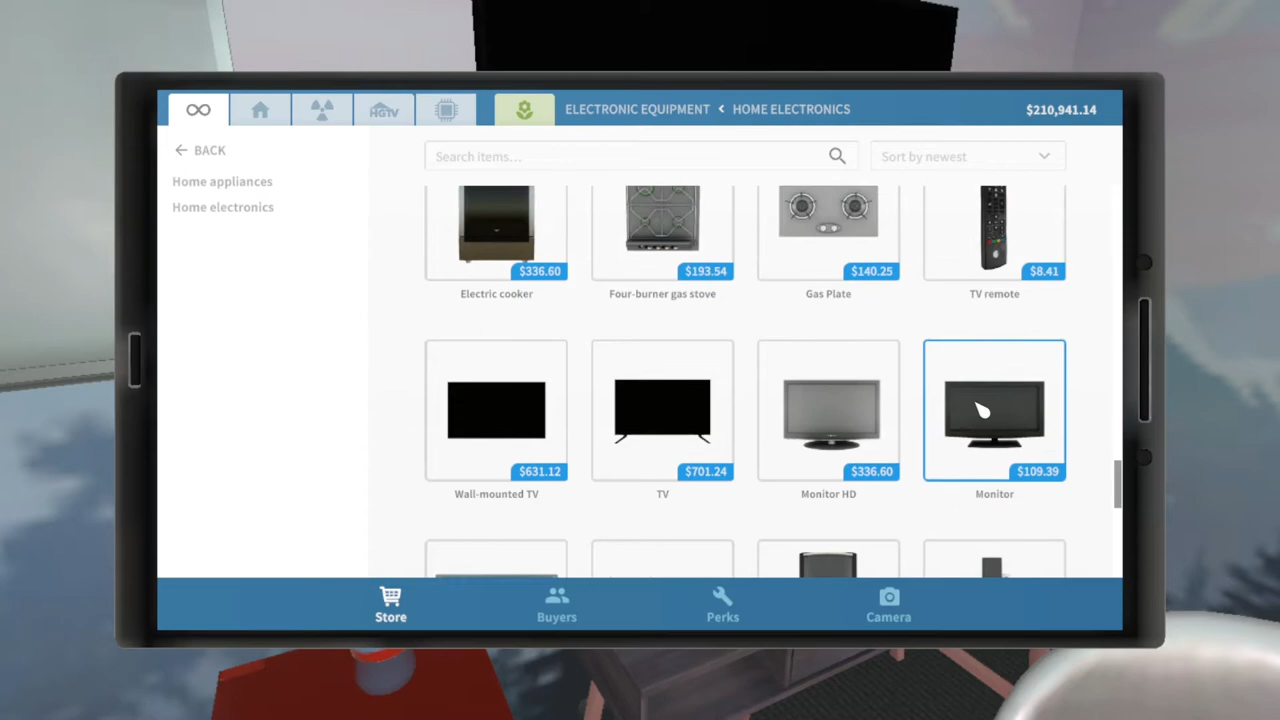 HGTV
ELECTRONIC EQUIPMENT < HOME ELECTRONICS
$210,941.14
← BACK
Search items...
Sort by newest
Home appliances
Home electronics
$336.60
$193.54
$140.25
$8.41
Electric cooker
Four-burner gas stove
Gas Plate
TV remote
$631.12
$701.24
$336.60
$109.39
Wall-mounted TV
TV
Monitor HD
Monitor
Store
Buyers
Perks
Camera